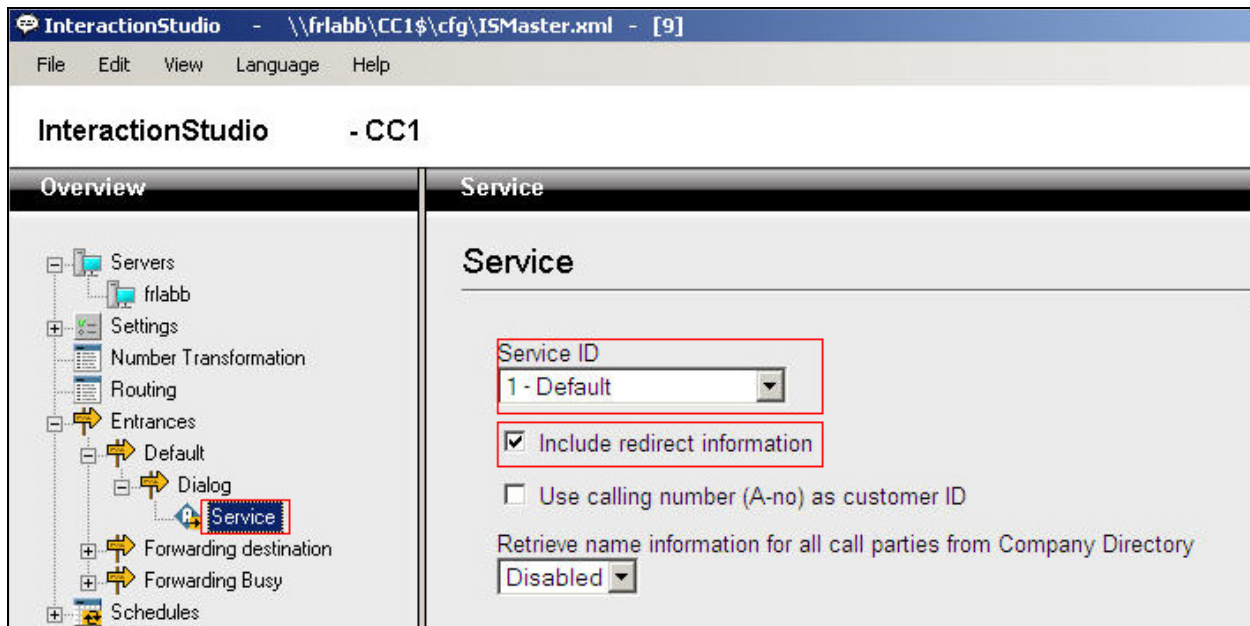 InteractionStudio - \\frlabb\CC1$\cfg\ISMaster.xml - [9]
File Edit View Language Help
InteractionStudio - CC1
Overview
Servers
frlabb
Settings
Number Transformation
Routing
Entrances
Default
Dialog
Service
Forwarding destination
Forwarding Busy
Schedules
Service
Service
Service ID
1 - Default
Include redirect information
Use calling number (A-no) as customer ID
Retrieve name information for all call parties from Company Directory
Disabled